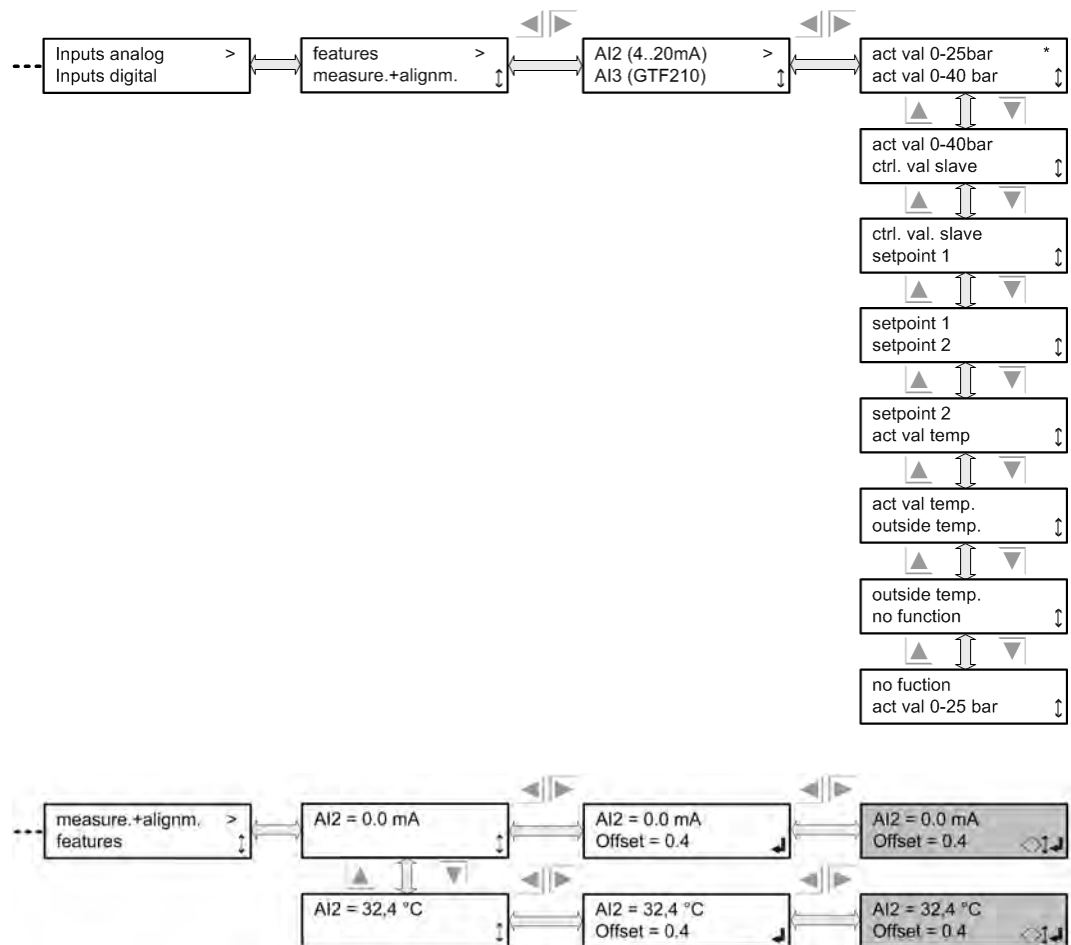 Inputs analog >
Inputs digital
features >
measure.+alignm.
AI2 (4..20mA) >
AI3 (GTF210)
act val 0-25bar *
act val 0-40 bar
act val 0-40bar
ctrl. val slave
ctrl. val. slave
setpoint 1
setpoint 1
setpoint 2
setpoint 2
act val temp
act val temp.
outside temp.
outside temp.
no function
no fuction
act val 0-25 bar
measure.+alignm. >
features
AI2 = 0.0 mA
AI2 = 0.0 mA
Offset = 0.4
AI2 = 0.0 mA
Offset = 0.4
AI2 = 32,4 °C
AI2 = 32,4 °C
Offset = 0.4
AI2 = 32,4 °C
Offset = 0.4